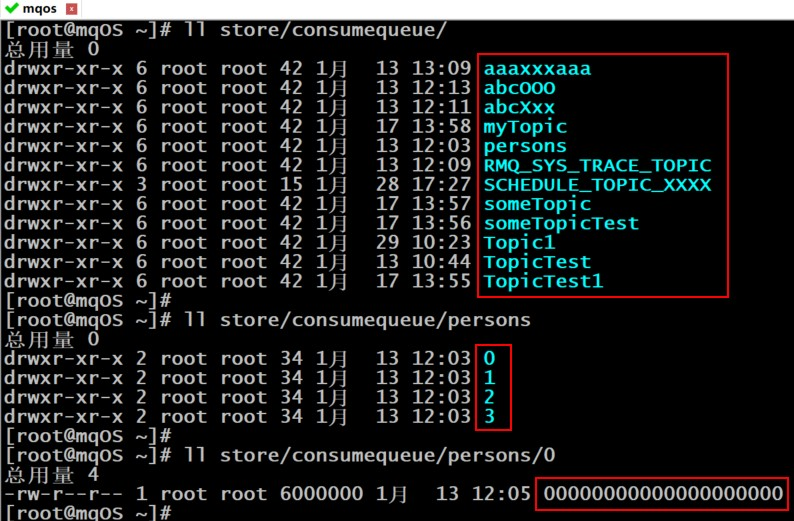 mqos
[root@mqOS ~]# ll store/consumequeue/
总用量 0
drwxr-xr-x 6 root root 42 1月  13 13:09 aaaxxxaaa
drwxr-xr-x 6 root root 42 1月  13 12:13 abcOOO
drwxr-xr-x 6 root root 42 1月  13 12:11 abcXxx
drwxr-xr-x 6 root root 42 1月  17 13:58 myTopic
drwxr-xr-x 6 root root 42 1月  13 12:03 persons
drwxr-xr-x 6 root root 42 1月  13 12:09 RMQ_SYS_TRACE_TOPIC
drwxr-xr-x 3 root root 15 1月  28 17:27 SCHEDULE_TOPIC_XXXX
drwxr-xr-x 6 root root 42 1月  17 13:57 someTopic
drwxr-xr-x 6 root root 42 1月  17 13:56 someTopicTest
drwxr-xr-x 6 root root 42 1月  29 10:23 Topic1
drwxr-xr-x 6 root root 42 1月  13 10:44 TopicTest
drwxr-xr-x 6 root root 42 1月  17 13:55 TopicTest1
[root@mqOS ~]#
[root@mqOS ~]# ll store/consumequeue/persons
总用量 0
drwxr-xr-x 2 root root 34 1月  13 12:03 0
drwxr-xr-x 2 root root 34 1月  13 12:03 1
drwxr-xr-x 2 root root 34 1月  13 12:03 2
drwxr-xr-x 2 root root 34 1月  13 12:03 3
[root@mqOS ~]#
[root@mqOS ~]# ll store/consumequeue/persons/0
总用量 4
-rw-r--r-- 1 root root 6000000 1月  13 12:05 00000000000000000000
[root@mqOS ~]#